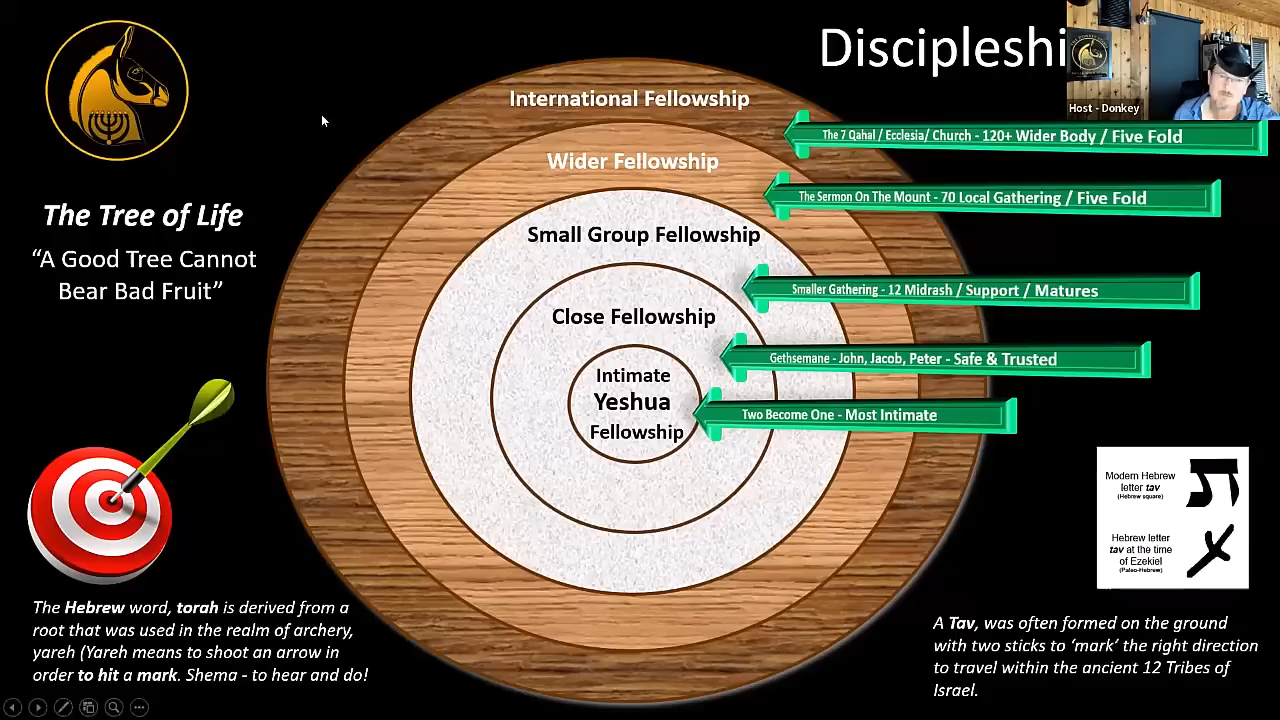 Discipleshi
Host - Donkey
International Fellowship
The 7 Qahal / Ecclesia/ Church - 120+ Wider Body / Five Fold
Wider Fellowship
The Sermon On The Mount - 70 Local Gathering / Five Fold
The Tree of Life
“A Good Tree Cannot
Bear Bad Fruit”
Small Group Fellowship
Smaller Gathering - 12 Midrash / Support / Matures
Close Fellowship
Gethsemane - John, Jacob, Peter - Safe & Trusted
Intimate
Yeshua
Fellowship
Two Become One - Most Intimate
Modern Hebrew
letter tav
(Hebrew square)
ת
Hebrew letter
tav at the time
of Ezekiel
(Paleo-Hebrew)
The Hebrew word, torah is derived from a
root that was used in the realm of archery,
yareh (Yareh means to shoot an arrow in
order to hit a mark. Shema - to hear and do!
A Tav, was often formed on the ground
with two sticks to ‘mark’ the right direction
to travel within the ancient 12 Tribes of
Israel.